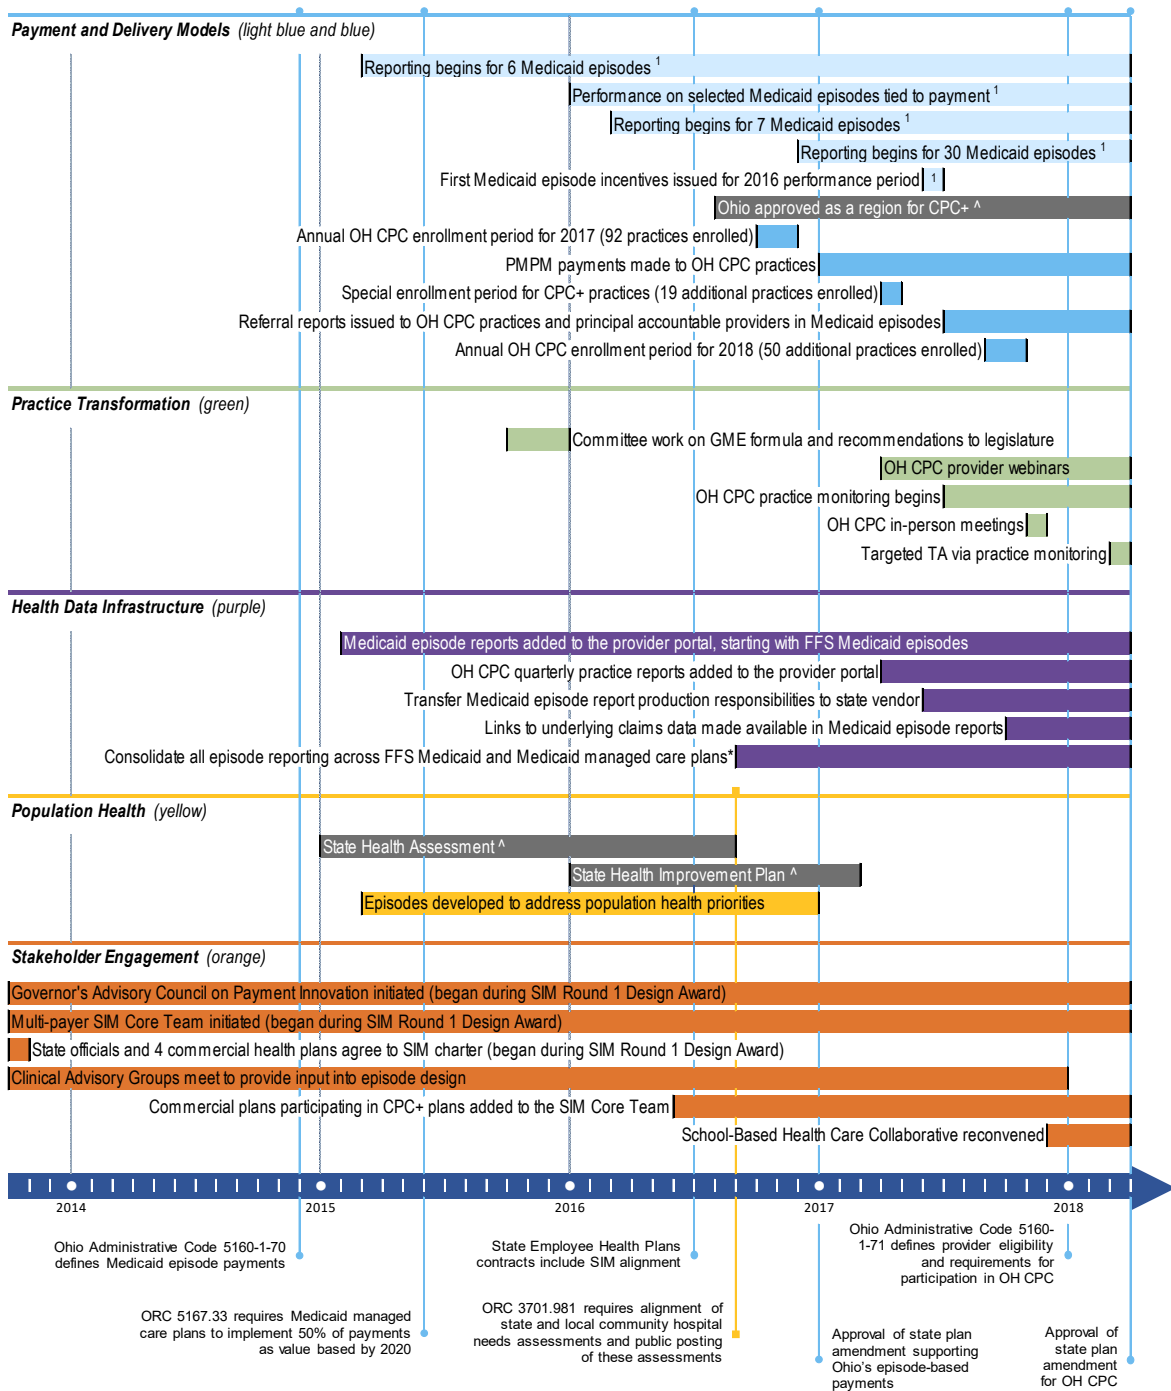 Payment and Delivery Models (light blue and blue)
Reporting begins for 6 Medicaid episodes 1
Performance on selected Medicaid episodes tied to payment 1
Reporting begins for 7 Medicaid episodes 1
Reporting begins for 30 Medicaid episodes 1
First Medicaid episode incentives issued for 2016 performance period 1
Ohio approved as a region for CPC+ ^
Annual OH CPC enrollment period for 2017 (92 practices enrolled)
PMPM payments made to OH CPC practices
Special enrollment period for CPC+ practices (19 additional practices enrolled)
Referral reports issued to OH CPC practices and principal accountable providers in Medicaid episodes
Annual OH CPC enrollment period for 2018 (50 additional practices enrolled)
Practice Transformation (green)
Committee work on GME formula and recommendations to legislature
OH CPC provider webinars
OH CPC practice monitoring begins
OH CPC in-person meetings
Targeted TA via practice monitoring
Health Data Infrastructure (purple)
Medicaid episode reports added to the provider portal, starting with FFS Medicaid episodes
OH CPC quarterly practice reports added to the provider portal
Transfer Medicaid episode report production responsibilities to state vendor
Links to underlying claims data made available in Medicaid episode reports
Consolidate all episode reporting across FFS Medicaid and Medicaid managed care plans*
Population Health (yellow)
State Health Assessment ^
State Health Improvement Plan ^
Episodes developed to address population health priorities
Stakeholder Engagement (orange)
Governor's Advisory Council on Payment Innovation initiated (began during SIM Round 1 Design Award)
Multi-payer SIM Core Team initiated (began during SIM Round 1 Design Award)
State officials and 4 commercial health plans agree to SIM charter (began during SIM Round 1 Design Award)
Clinical Advisory Groups meet to provide input into episode design
Commercial plans participating in CPC+ plans added to the SIM Core Team
School-Based Health Care Collaborative reconvened
2014 2015 2016 2017 2018
Ohio Administrative Code 5160-1-70
defines Medicaid episode payments
State Employee Health Plans
contracts include SIM alignment
Ohio Administrative Code 5160-
1-71 defines provider eligibility
and requirements for
participation in OH CPC
ORC 5167.33 requires Medicaid managed
care plans to implement 50% of payments
as value based by 2020
ORC 3701.981 requires alignment of
state and local community hospital
needs assessments and public posting
of these assessments
Approval of state plan
amendment supporting
Ohio's episode-based
payments
Approval of
state plan
amendment
for OH CPC